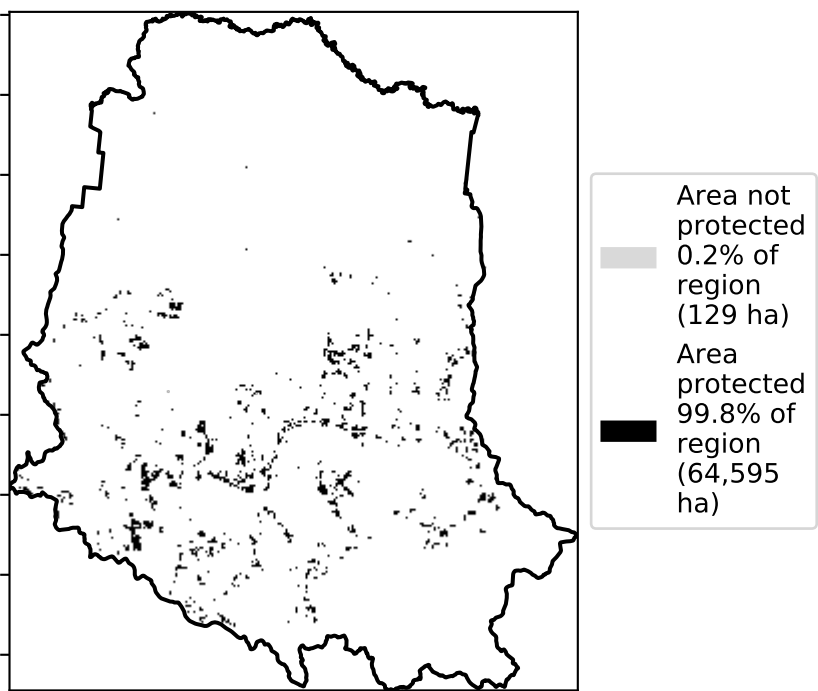 Area not
protected
0.2% of
region
(129 ha)
Area
protected
99.8% of
region
(64,595
ha)